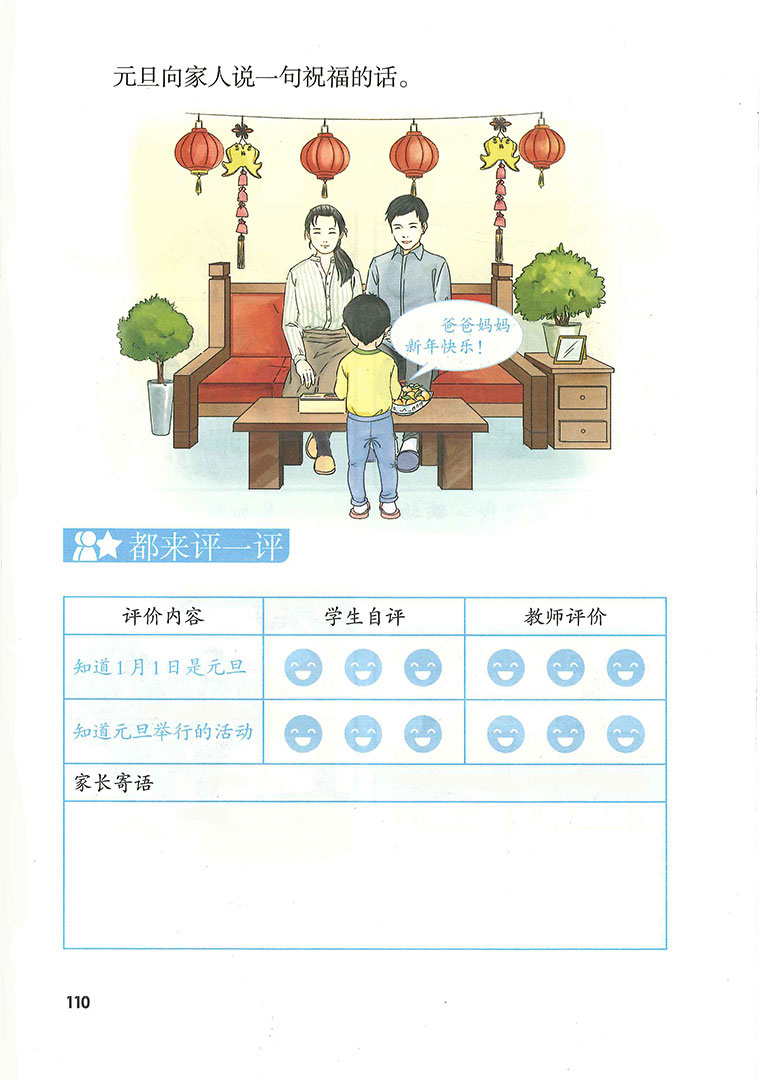 元旦向家人说一句祝福的话。
爸爸妈妈
新年快乐！
都来评一评
评价内容 学生自评 教师评价
知道1月1日是元旦
知道元旦举行的活动
家长寄语
110